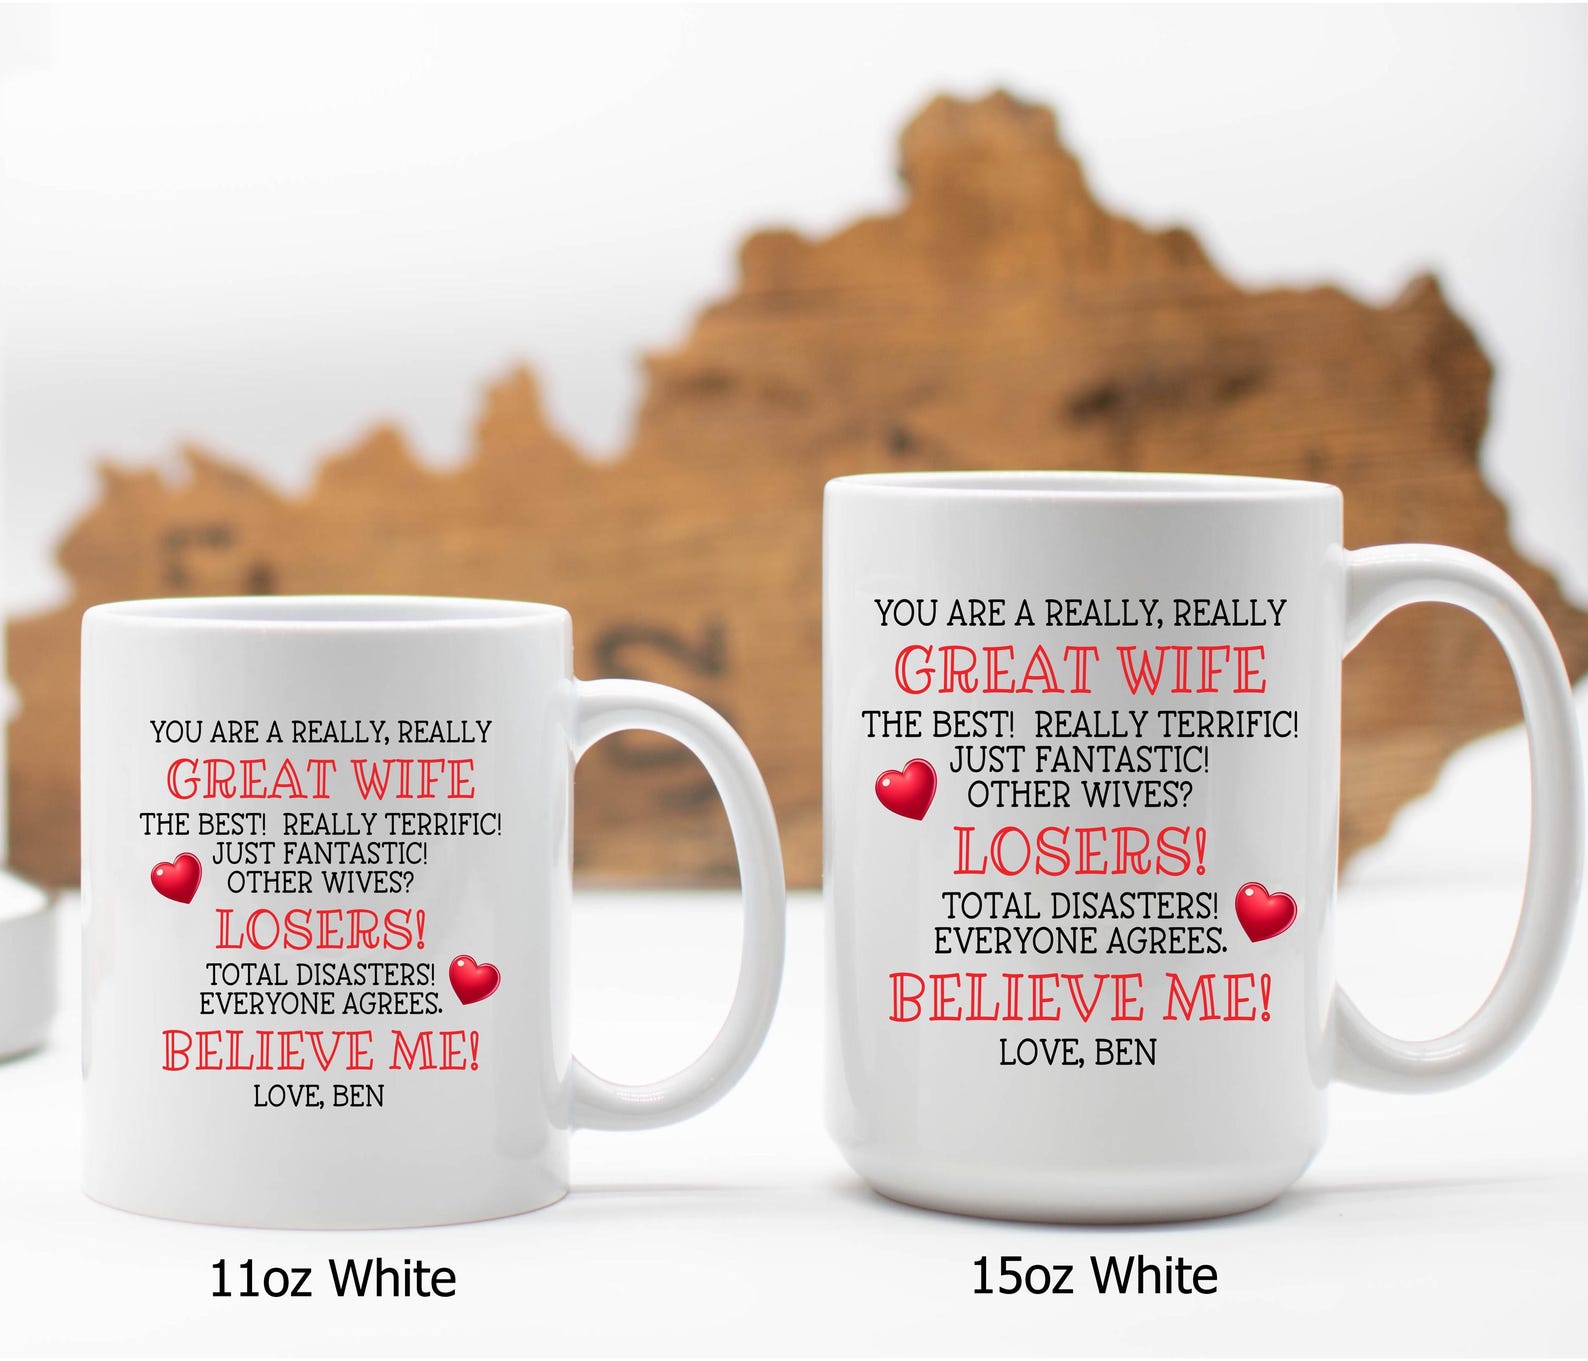 YOU ARE A REALLY, REALLY
GREAT WIFE
THE BEST! REALLY TERRIFIC!
JUST FANTASTIC!
OTHER WIVES?
LOSERS!
TOTAL DISASTERS!
EVERYONE AGREES.
BELIEVE ME!
LOVE, BEN
11oz White
YOU ARE A REALLY, REALLY
GREAT WIFE
THE BEST! REALLY TERRIFIC!
JUST FANTASTIC!
OTHER WIVES?
LOSERS!
TOTAL DISASTERS!
EVERYONE AGREES.
BELIEVE ME!
LOVE, BEN
15oz White